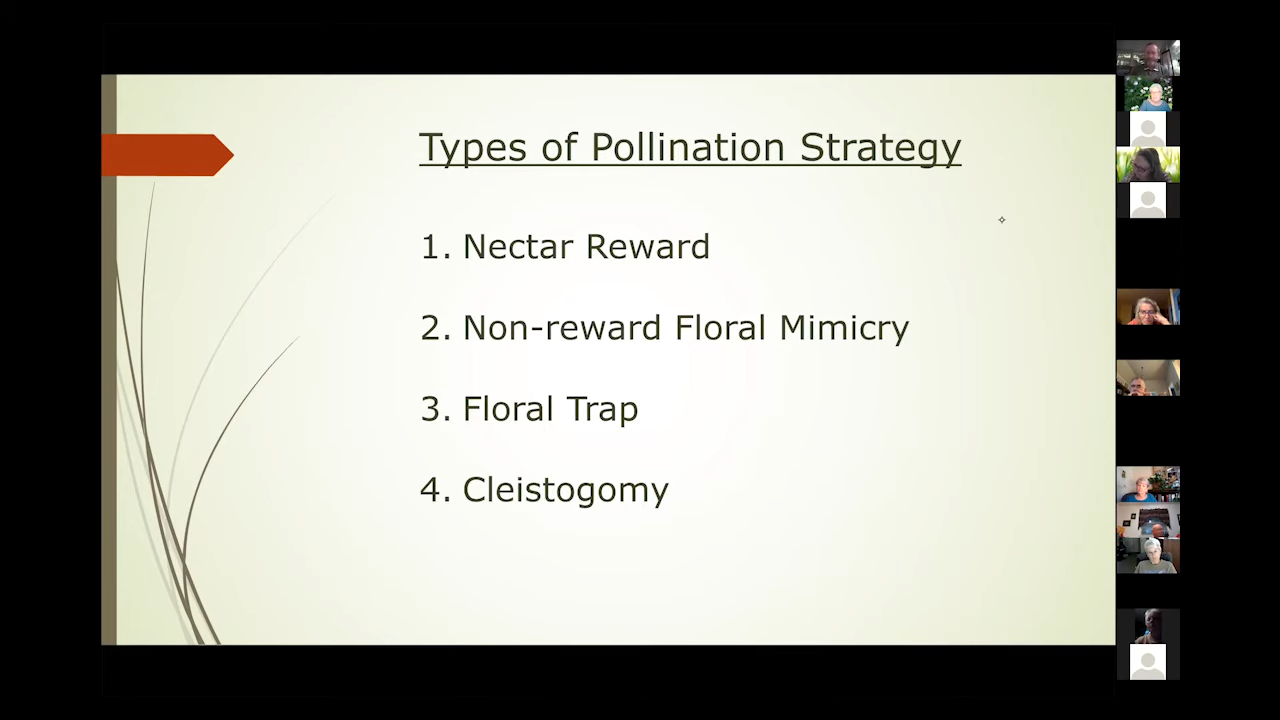 Types of Pollination Strategy
1. Nectar Reward
2. Non-reward Floral Mimicry
3. Floral Trap
4. Cleistogomy